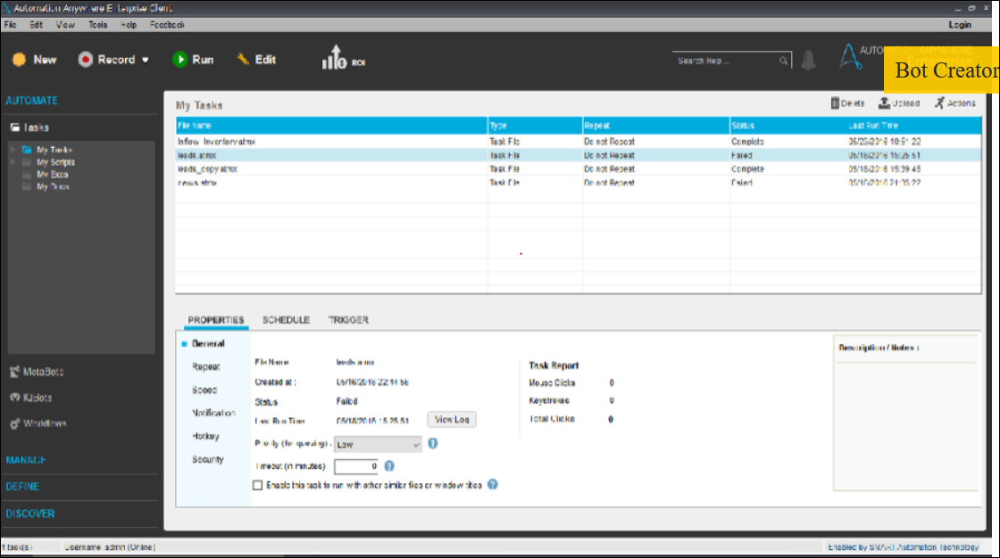 Automation Anywhere Enterprise Client
File Edit View Tools Help Feedback
Login
New Record Run Edit ROI
Search Help ...
Bot Creator
AUTOMATE
Tasks
My Tasks
My Scripts
My Exes
My Docs
MetaBots
IQBots
Workflows
MANAGE
DEFINE
DISCOVER
My Tasks
Delete Upload Actions
File Name Type Repeat Status Last Run Time
Inflow_Inventory.atmx Task File Do not Repeat Complete 05/23/2016 10:51:22
leads.atmx Task File Do not Repeat Failed 05/18/2016 15:25:51
leads_copy.atmx Task File Do not Repeat Complete 05/18/2016 15:39:45
news.atmx Task File Do not Repeat Failed
PROPERTIES SCHEDULE TRIGGER
General
Repeat
Speed
Notification
Hotkey
Security
File Name leads.atmx
Created at : 05/16/2016 22:44:56
Status Failed
Last Run Time 05/18/2016 15:25:51 View Log
Priority (for queuing) : Low
Timeout (in minutes) 0
Enable this task to run with other similar files or window titles
Task Report
Mouse Clicks 0
Keystrokes 0
Total Clicks 0
Description / Notes :
4 task(s) Username: admin (Online)
Enabled by SMART Automation Technology